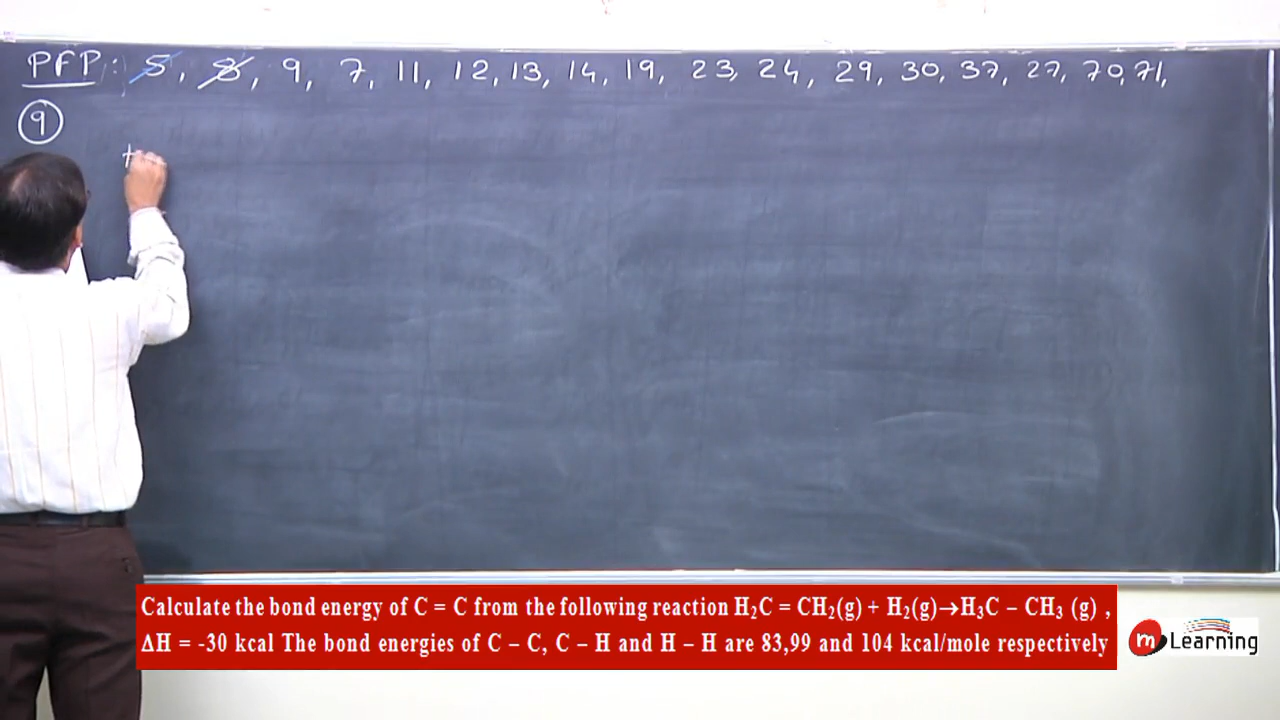 PFP: 5, 8, 9, 7, 11, 12, 13, 14, 19, 23, 24, 29, 30, 37, 27, 70, 71,
9
Calculate the bond energy of C = C from the following reaction H₂C = CH₂(g) + H₂(g)→H₃C – CH₃ (g) ,
ΔH = -30 kcal The bond energies of C – C, C – H and H – H are 83,99 and 104 kcal/mole respectively
m Learning